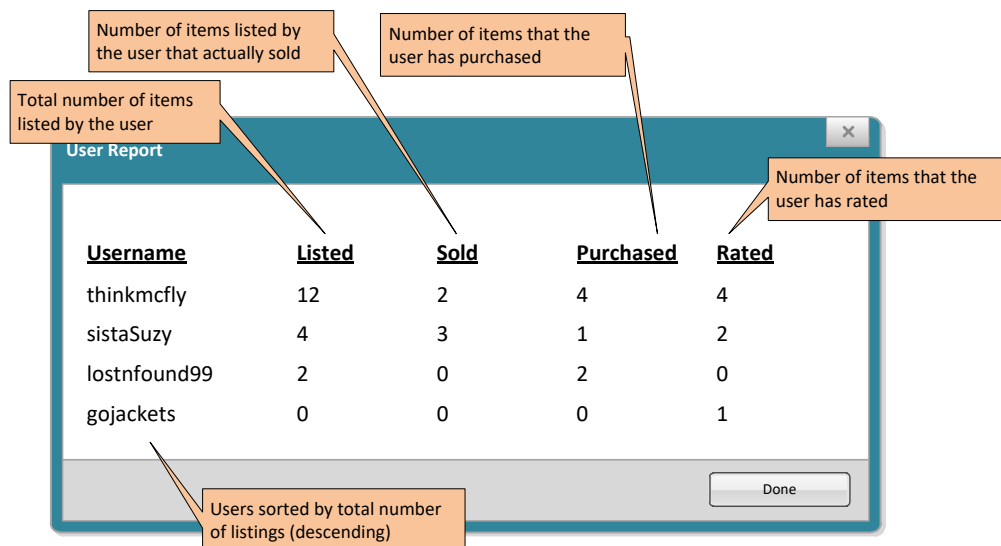 Number of items listed by
the user that actually sold
Number of items that the
user has purchased
Total number of items
listed by the user
×
User Report
Number of items that the
user has rated
Username Listed Sold Purchased Rated
thinkmcfly 12 2 4 4
sistaSuzy 4 3 1 2
lostnfound99 2 0 2 0
gojackets 0 0 0 1
Done
Users sorted by total number
of listings (descending)